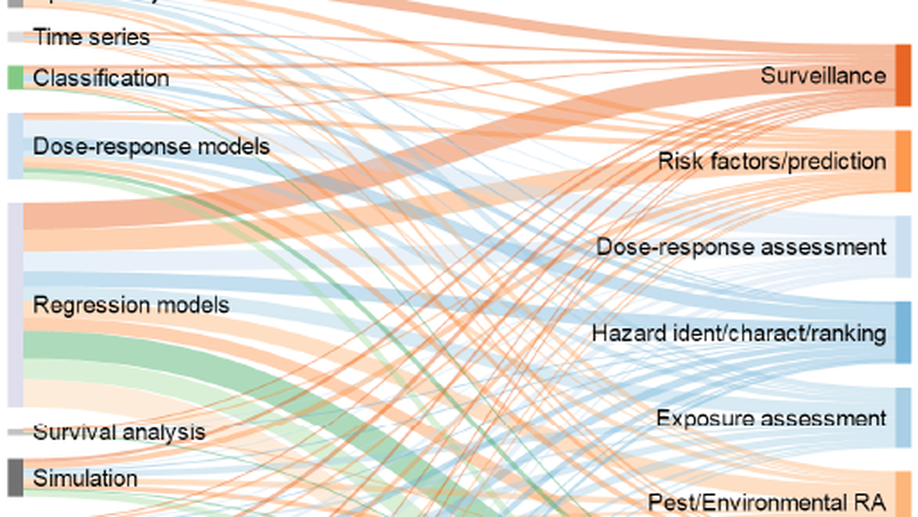 Time series
Classification
Dose-response models
Regression models
Survival analysis
Simulation
Surveillance
Risk factors/prediction
Dose-response assessment
Hazard ident/charact/ranking
Exposure assessment
Pest/Environmental RA